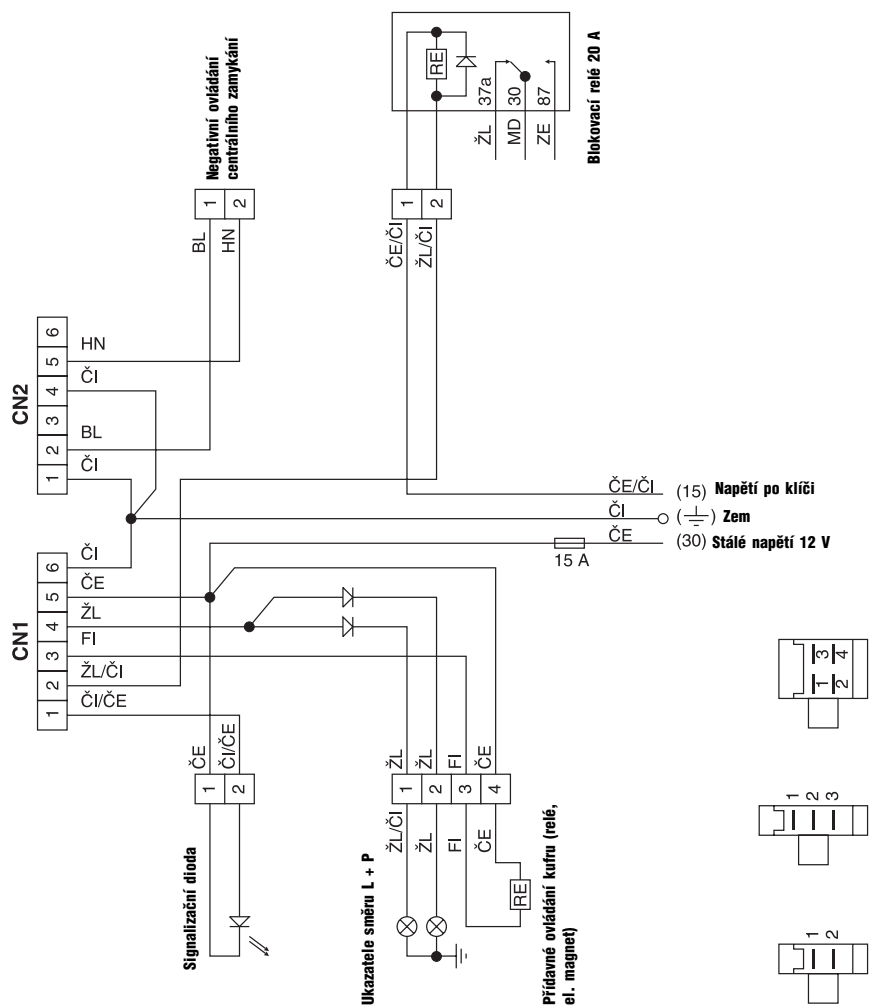 CN2
1
2
3
4
5
6
ČI
BL
ČI
HN
BL
HN
1
2
Negativní ovládání
centrálního zamykání
CN1
1
2
3
4
5
6
ČI/ČE
ŽL/ČI
FI
ŽL
ČE
ČI
ČE
ČI/ČE
1
2
Signalizační dioda
ŽL
ŽL
FI
ČE
1
2
3
4
ŽL/ČI
ŽL
FI
ČE
RE
Ukazatele směru L + P
Přídavné ovládání kufru (relé,
el. magnet)
ČE/ČI
ŽL/ČI
1
2
RE
ŽL
MD
ZE
37a
30
87
Blokovací relé 20 A
ČE/ČI
(15) Napětí po klíči
ČI
( ) Zem
15 A
ČE
(30) Stálé napětí 12 V
1
2
1
2
3
1
2
3
4